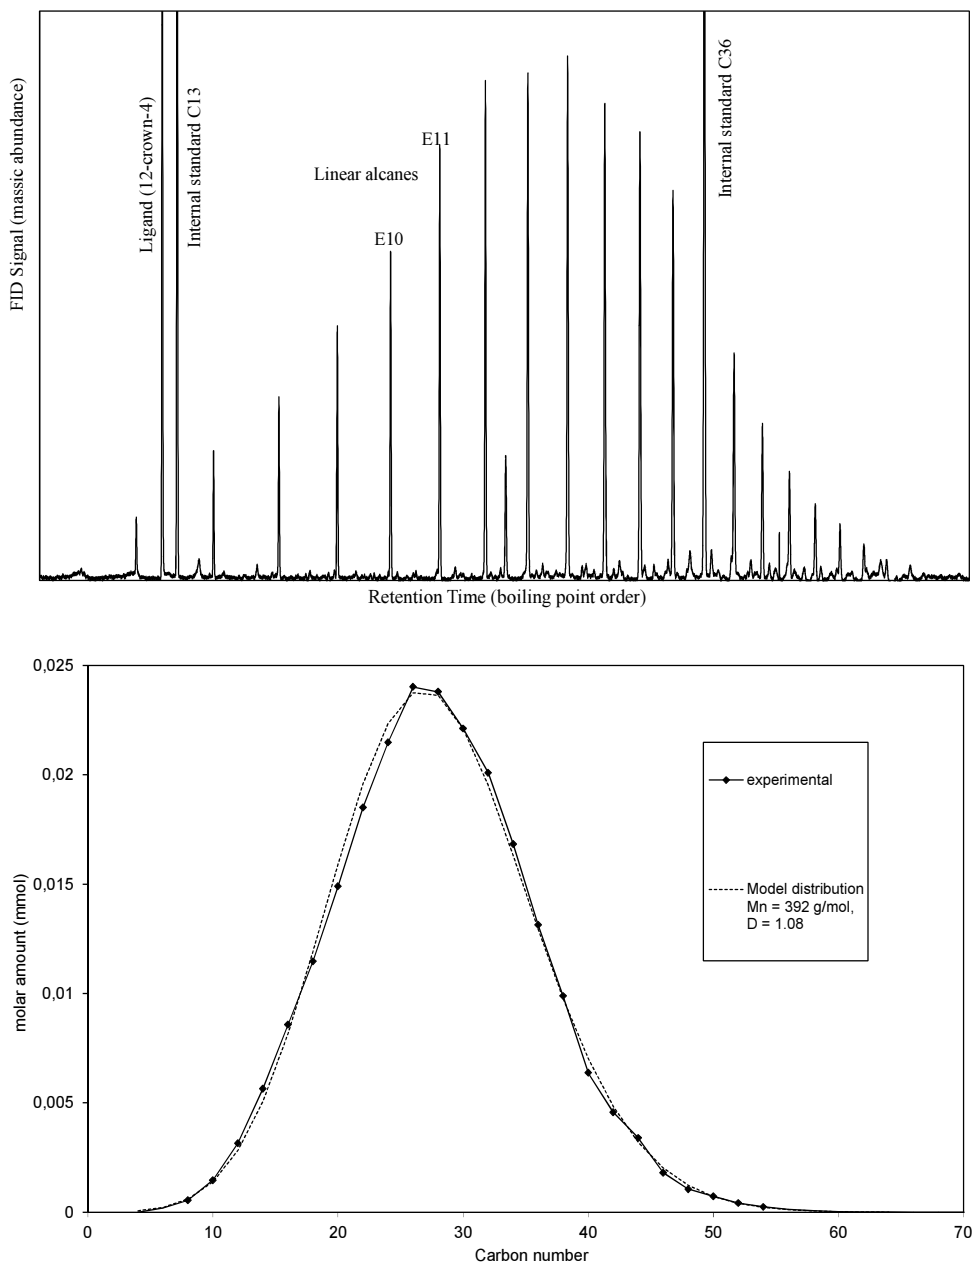 FID Signal (massic abundance)
Ligand (12-crown-4)
Internal standard C13
Linear alcanes
E10
E11
Internal standard C36
Retention Time (boiling point order)
0,025
0,02
0,015
0,01
0,005
0
molar amount (mmol)
experimental
Model distribution
Mn = 392 g/mol,
D = 1.08
0 10 20 30 40 50 60 70
Carbon number